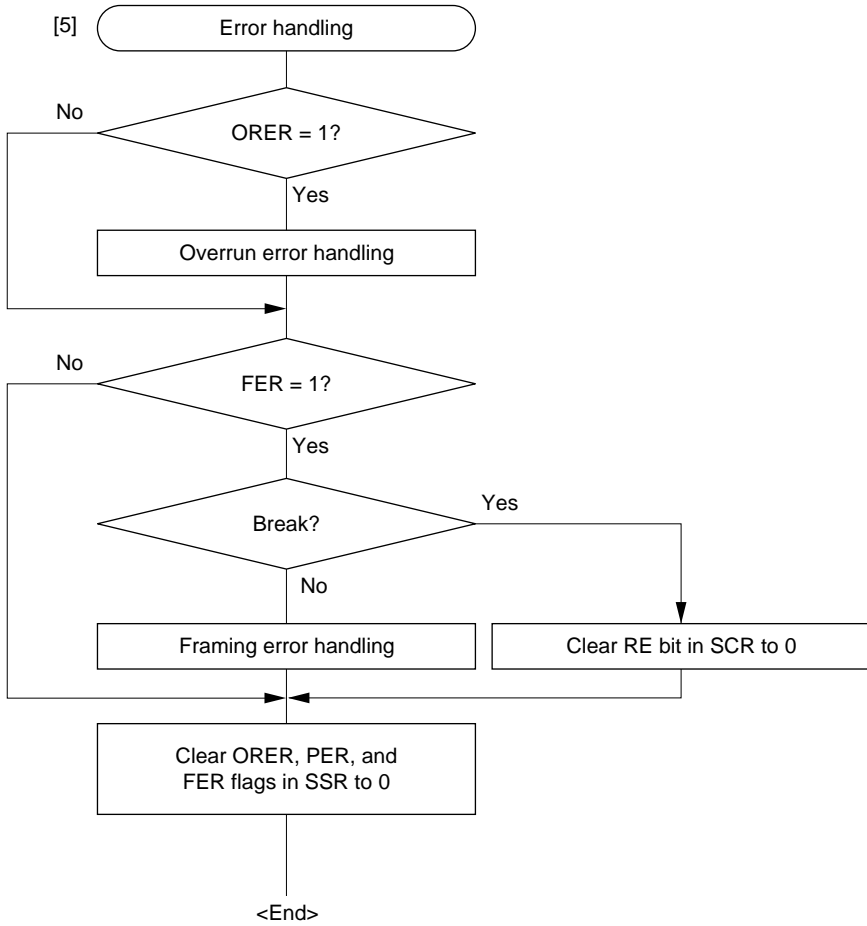 [5]
Error handling
No
ORER = 1?
Yes
Overrun error handling
No
FER = 1?
Yes
Break?
Yes
No
Framing error handling
Clear RE bit in SCR to 0
Clear ORER, PER, and
FER flags in SSR to 0
<End>